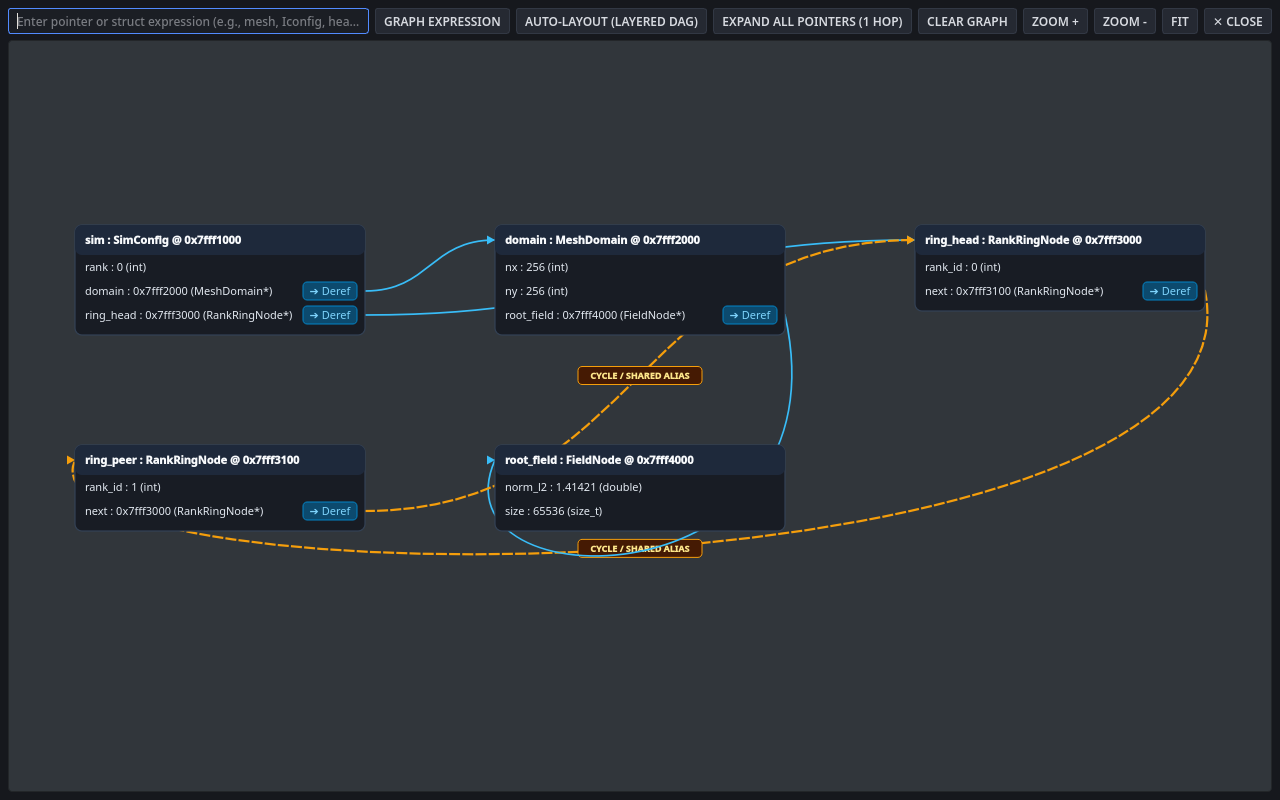 Enter pointer or struct expression (e.g., mesh, Iconfig, hea...
GRAPH EXPRESSION
AUTO-LAYOUT (LAYERED DAG)
EXPAND ALL POINTERS (1 HOP)
CLEAR GRAPH
ZOOM +
ZOOM -
FIT
✕ CLOSE
sim : SimConfig @ 0x7fff1000
rank : 0 (int)
domain : 0x7fff2000 (MeshDomain*)
➔ Deref
ring_head : 0x7fff3000 (RankRingNode*)
➔ Deref
domain : MeshDomain @ 0x7fff2000
nx : 256 (int)
ny : 256 (int)
root_field : 0x7fff4000 (FieldNode*)
➔ Deref
ring_head : RankRingNode @ 0x7fff3000
rank_id : 0 (int)
next : 0x7fff3100 (RankRingNode*)
➔ Deref
CYCLE / SHARED ALIAS
ring_peer : RankRingNode @ 0x7fff3100
rank_id : 1 (int)
next : 0x7fff3000 (RankRingNode*)
➔ Deref
root_field : FieldNode @ 0x7fff4000
norm_l2 : 1.41421 (double)
size : 65536 (size_t)
CYCLE / SHARED ALIAS